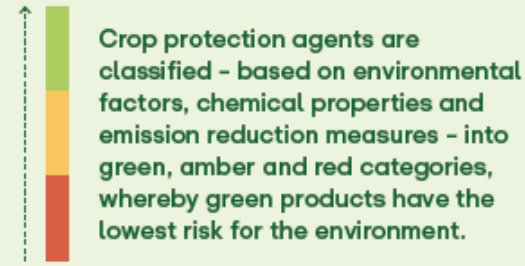 Crop protection agents are
classified – based on environmental
factors, chemical properties and
emission reduction measures – into
green, amber and red categories,
whereby green products have the
lowest risk for the environment.